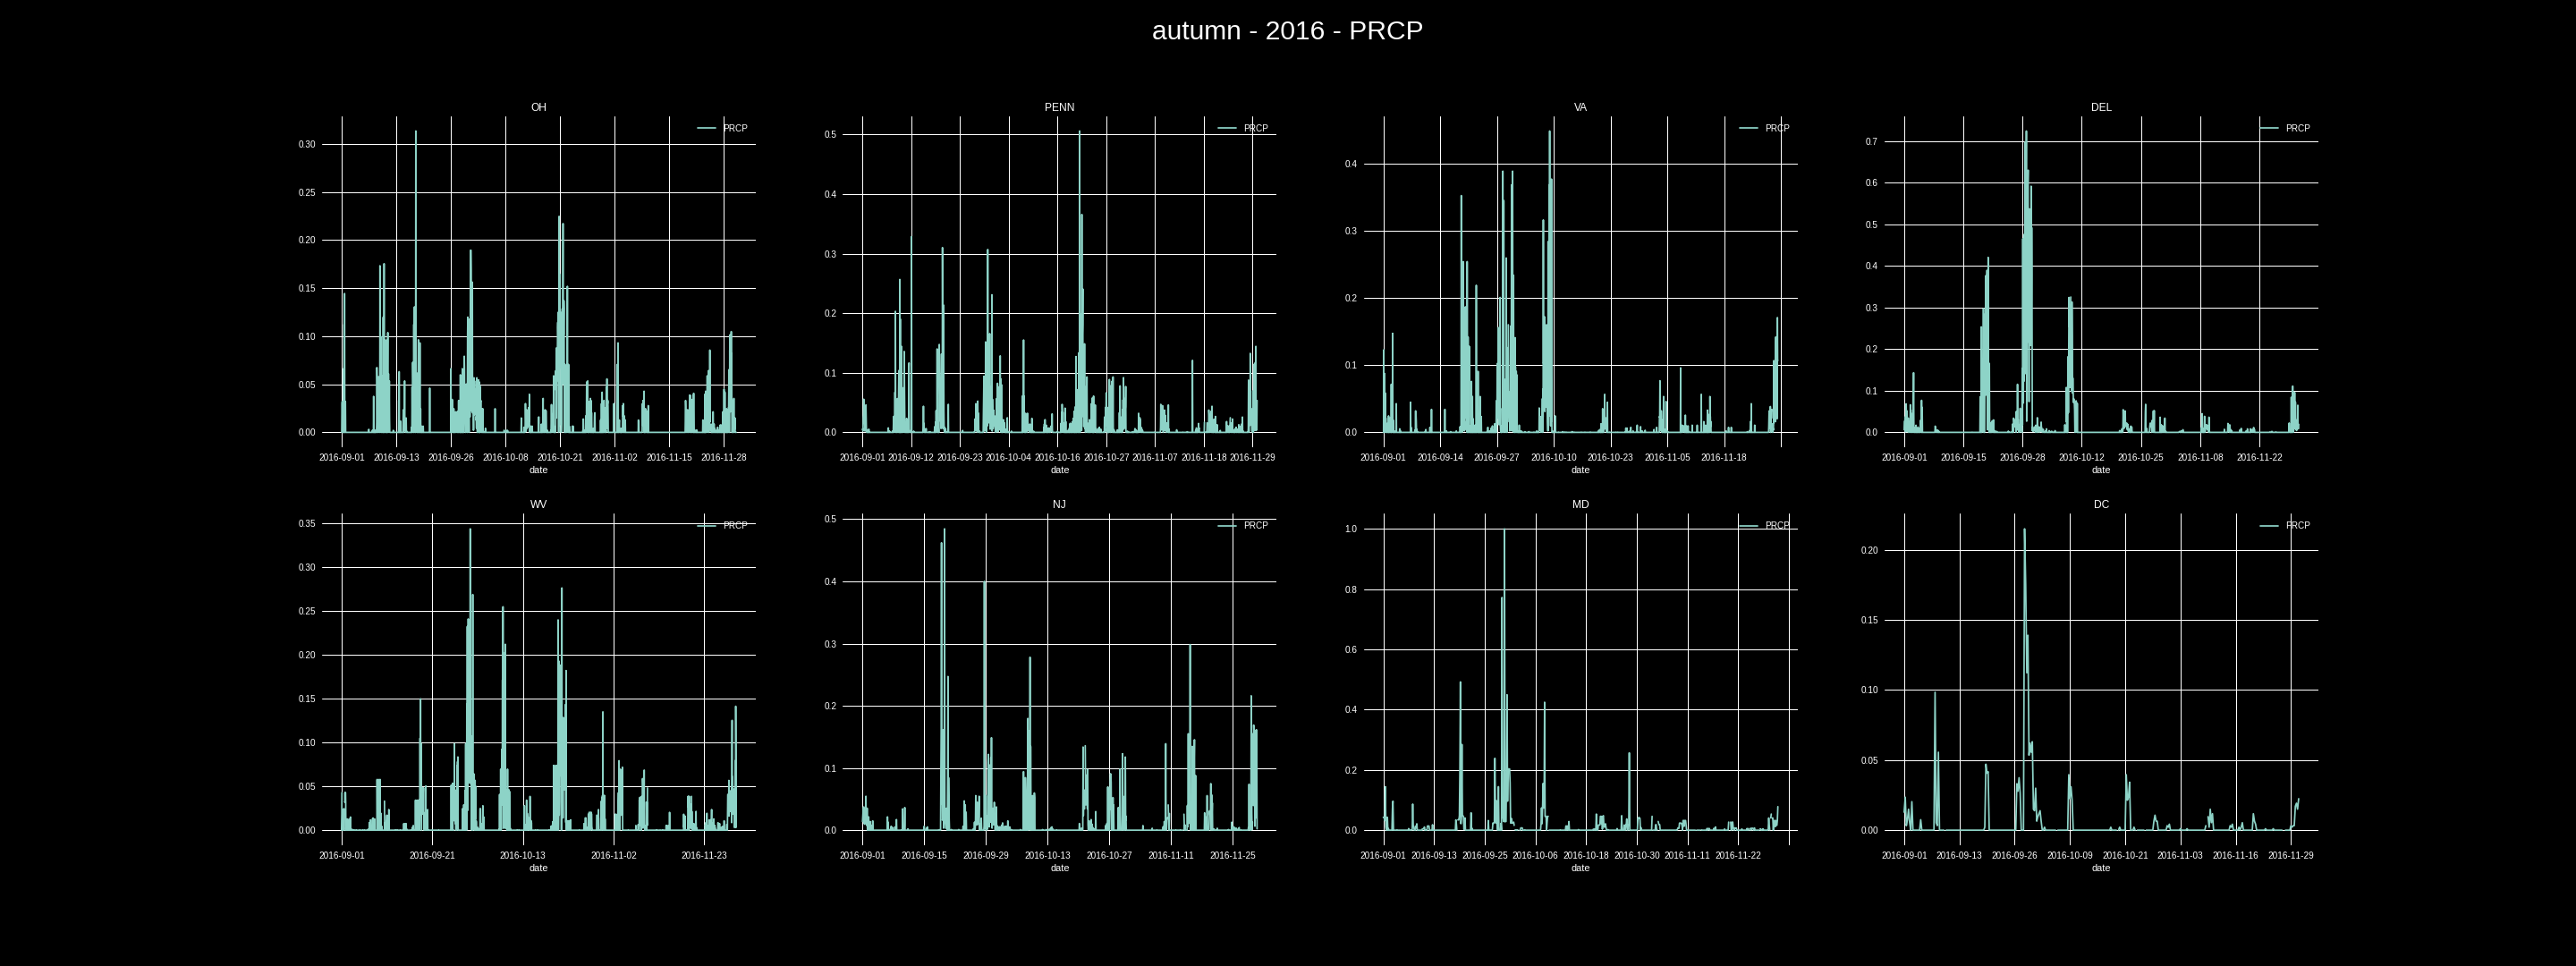 autumn - 2016 - PRCP
OH
PRCP
0.30
0.25
0.20
0.15
0.10
0.05
0.00
2016-09-01 2016-09-13 2016-09-26 2016-10-08 2016-10-21 2016-11-02 2016-11-15 2016-11-28
date
PENN
PRCP
0.5
0.4
0.3
0.2
0.1
0.0
2016-09-01 2016-09-12 2016-09-23 2016-10-04 2016-10-16 2016-10-27 2016-11-07 2016-11-18 2016-11-29
date
VA
PRCP
0.4
0.3
0.2
0.1
0.0
2016-09-01 2016-09-14 2016-09-27 2016-10-10 2016-10-23 2016-11-05 2016-11-18
date
DEL
PRCP
0.7
0.6
0.5
0.4
0.3
0.2
0.1
0.0
2016-09-01 2016-09-15 2016-09-28 2016-10-12 2016-10-25 2016-11-08 2016-11-22
date
WV
PRCP
0.35
0.30
0.25
0.20
0.15
0.10
0.05
0.00
2016-09-01 2016-09-21 2016-10-13 2016-11-02 2016-11-23
date
NJ
PRCP
0.5
0.4
0.3
0.2
0.1
0.0
2016-09-01 2016-09-15 2016-09-29 2016-10-13 2016-10-27 2016-11-11 2016-11-25
date
MD
PRCP
1.0
0.8
0.6
0.4
0.2
0.0
2016-09-01 2016-09-13 2016-09-25 2016-10-06 2016-10-18 2016-10-30 2016-11-11 2016-11-22
date
DC
PRCP
0.20
0.15
0.10
0.05
0.00
2016-09-01 2016-09-13 2016-09-26 2016-10-09 2016-10-21 2016-11-03 2016-11-16 2016-11-29
date